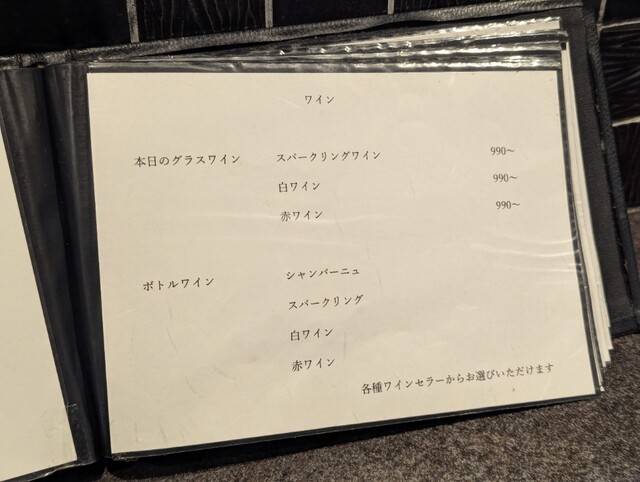 ワイン
本日のグラスワイン スパークリングワイン 990～
白ワイン 990～
赤ワイン 990～
ボトルワイン シャンパーニュ
スパークリング
白ワイン
赤ワイン
各種ワインセラーからお選びいただけます